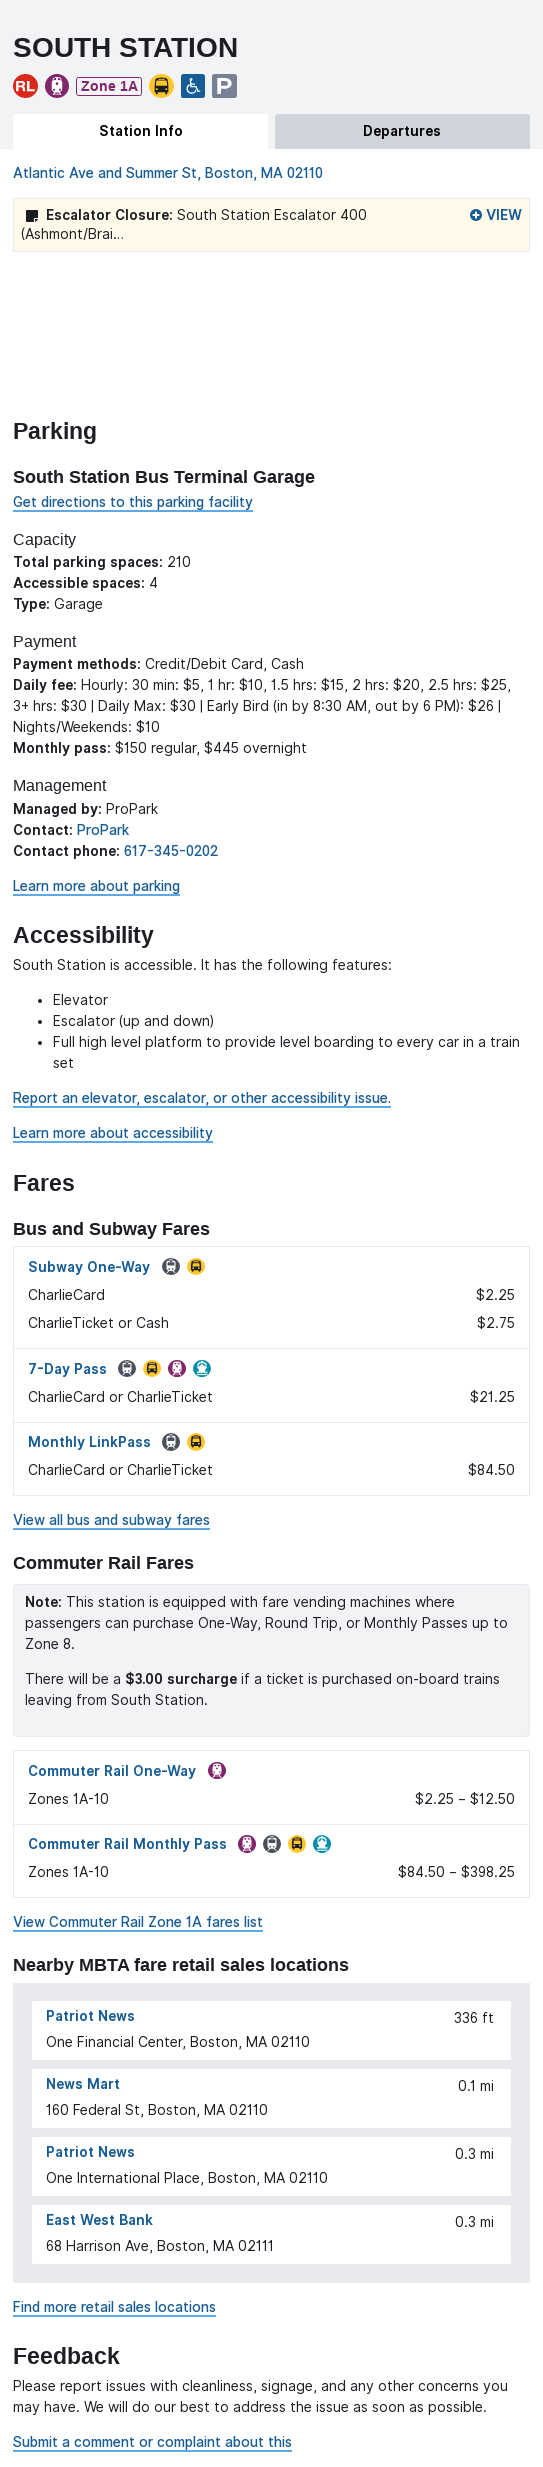 SOUTH STATION
RL Zone 1A P
Station Info Departures
Atlantic Ave and Summer St, Boston, MA 02110
Escalator Closure: South Station Escalator 400 VIEW
(Ashmont/Brai...
Parking
South Station Bus Terminal Garage
Get directions to this parking facility
Capacity
Total parking spaces: 210
Accessible spaces: 4
Type: Garage
Payment
Payment methods: Credit/Debit Card, Cash
Daily fee: Hourly: 30 min: $5, 1 hr: $10, 1.5 hrs: $15, 2 hrs: $20, 2.5 hrs: $25,
3+ hrs: $30 | Daily Max: $30 | Early Bird (in by 8:30 AM, out by 6 PM): $26 |
Nights/Weekends: $10
Monthly pass: $150 regular, $445 overnight
Management
Managed by: ProPark
Contact: ProPark
Contact phone: 617-345-0202
Learn more about parking
Accessibility
South Station is accessible. It has the following features:
• Elevator
• Escalator (up and down)
• Full high level platform to provide level boarding to every car in a train
set
Report an elevator, escalator, or other accessibility issue.
Learn more about accessibility
Fares
Bus and Subway Fares
Subway One-Way
CharlieCard $2.25
CharlieTicket or Cash $2.75
7-Day Pass
CharlieCard or CharlieTicket $21.25
Monthly LinkPass
CharlieCard or CharlieTicket $84.50
View all bus and subway fares
Commuter Rail Fares
Note: This station is equipped with fare vending machines where
passengers can purchase One-Way, Round Trip, or Monthly Passes up to
Zone 8.
There will be a $3.00 surcharge if a ticket is purchased on-board trains
leaving from South Station.
Commuter Rail One-Way
Zones 1A-10 $2.25 – $12.50
Commuter Rail Monthly Pass
Zones 1A-10 $84.50 – $398.25
View Commuter Rail Zone 1A fares list
Nearby MBTA fare retail sales locations
Patriot News 336 ft
One Financial Center, Boston, MA 02110
News Mart 0.1 mi
160 Federal St, Boston, MA 02110
Patriot News 0.3 mi
One International Place, Boston, MA 02110
East West Bank 0.3 mi
68 Harrison Ave, Boston, MA 02111
Find more retail sales locations
Feedback
Please report issues with cleanliness, signage, and any other concerns you
may have. We will do our best to address the issue as soon as possible.
Submit a comment or complaint about this